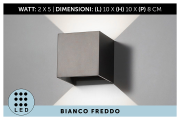 WATT: 2 X 5 | DIMENSIONI: (L) 10 X (H) 10 X (P) 8 CM
LED
BIANCO FREDDO